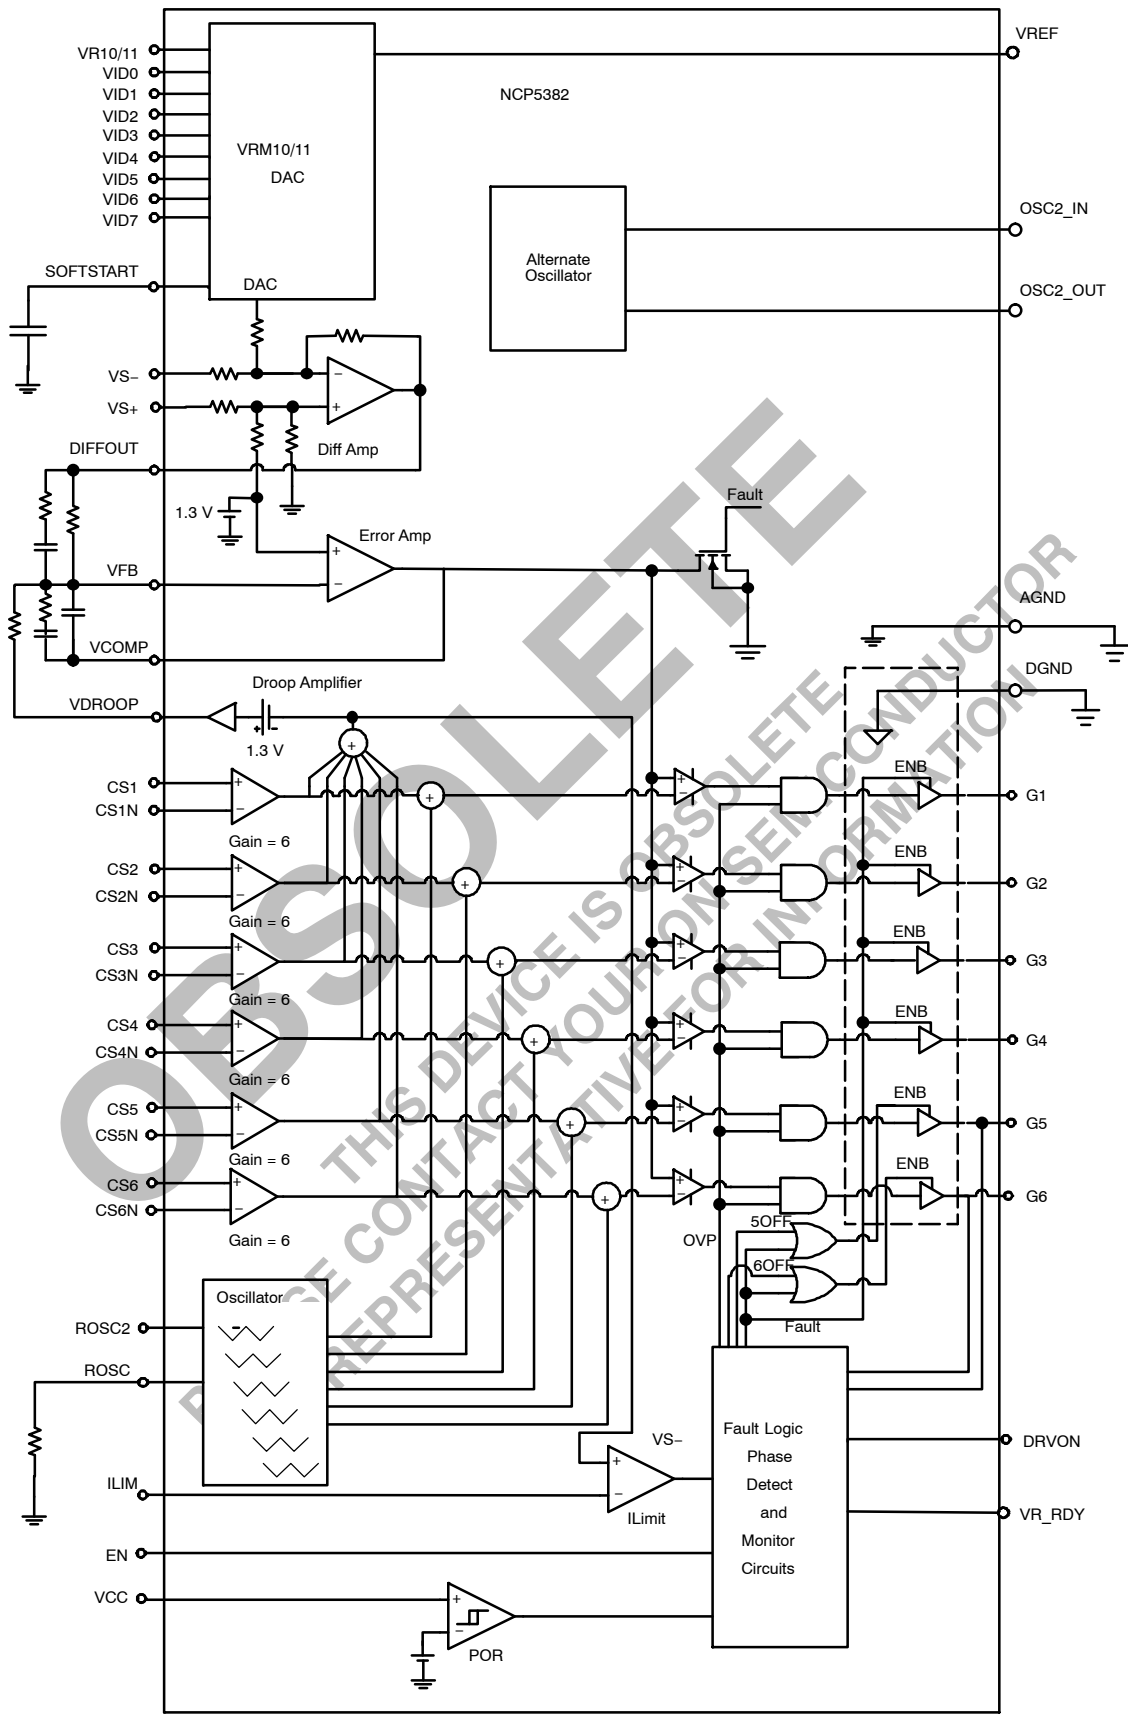 VR10/11
VID0
VID1
VID2
VID3
VID4
VID5
VID6
VID7
VRM10/11
DAC
DAC
NCP5382
VREF
Alternate
Oscillator
OSC2_IN
OSC2_OUT
SOFTSTART
VS−
VS+
−
+
Diff Amp
DIFFOUT
1.3 V
Error Amp
+
−
VFB
VCOMP
Fault
AGND
DGND
Droop Amplifier
VDROOP
+ −
1.3 V
+
CS1
CS1N
+
−
Gain = 6
+
+
−
ENB
G1
CS2
CS2N
+
−
Gain = 6
+
+
−
ENB
G2
CS3
CS3N
+
−
Gain = 6
+
+
−
ENB
G3
CS4
CS4N
+
−
Gain = 6
+
+
−
ENB
G4
CS5
CS5N
+
−
Gain = 6
+
+
−
ENB
G5
CS6
CS6N
+
−
Gain = 6
+
+
−
ENB
G6
OVP
5OFF
6OFF
Fault
Oscillator
ROSC2
ROSC
ILIM
VS−
+
−
ILimit
Fault Logic
Phase
Detect
and
Monitor
Circuits
DRVON
VR_RDY
EN
VCC
+
−
POR
OBSOLETE
THIS DEVICE IS OBSOLETE
CONTACT YOUR ON SEMICONDUCTOR
REPRESENTATIVE FOR INFORMATION